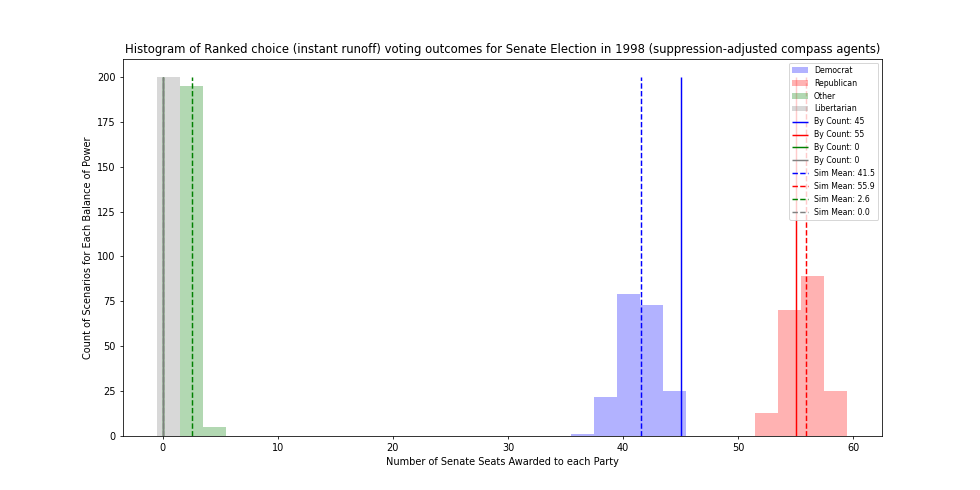 Histogram of Ranked choice (instant runoff) voting outcomes for Senate Election in 1998 (suppression-adjusted compass agents)
Count of Scenarios for Each Balance of Power
200
175
150
125
100
75
50
25
0
Democrat
Republican
Other
Libertarian
By Count: 45
By Count: 55
By Count: 0
By Count: 0
Sim Mean: 41.5
Sim Mean: 55.9
Sim Mean: 2.6
Sim Mean: 0.0
0 10 20 30 40 50 60
Number of Senate Seats Awarded to each Party